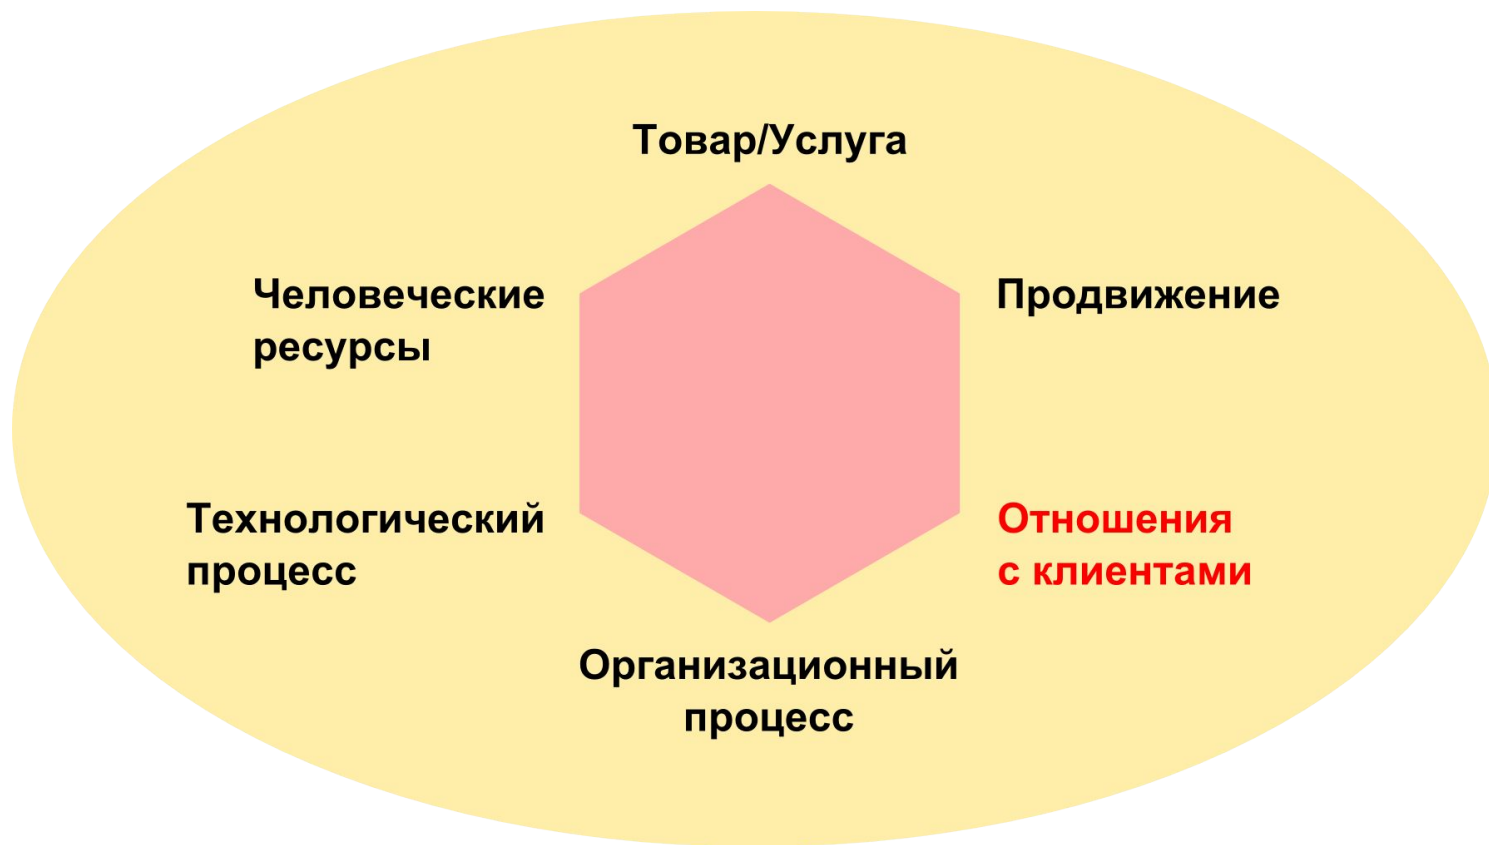 Товар/Услуга
Человеческие
ресурсы
Продвижение
Технологический
процесс
Отношения
с клиентами
Организационный
процесс